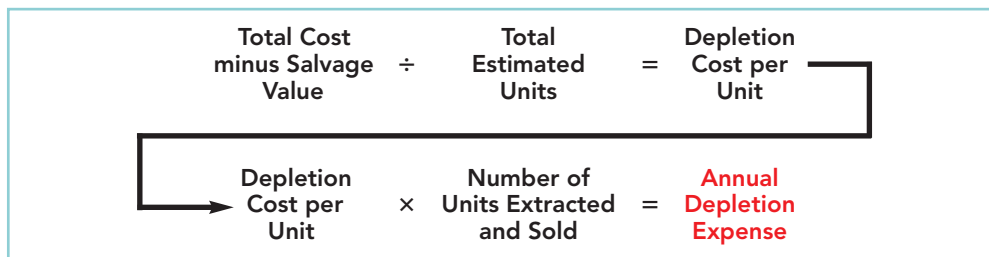 Total Cost Total Depletion
minus Salvage ÷ Estimated = Cost per
Value Units Unit
Depletion Number of Annual
Cost per × Units Extracted = Depletion
Unit and Sold Expense